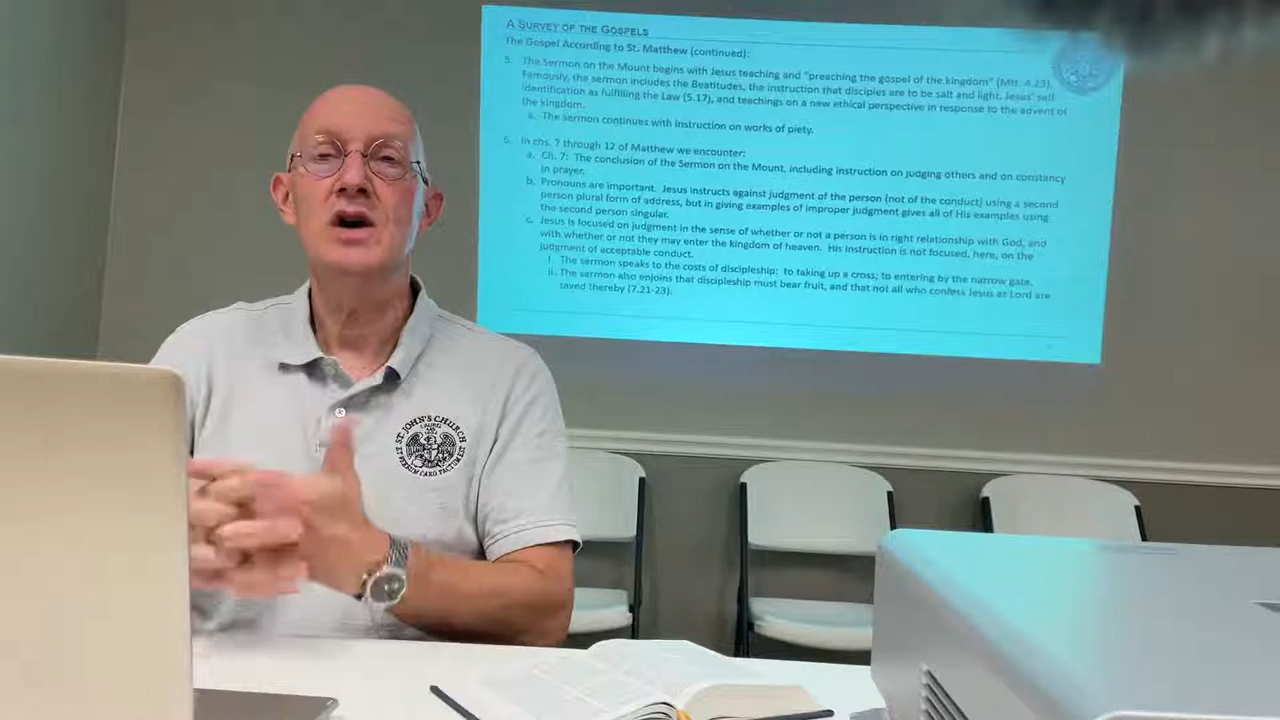 A SURVEY OF THE GOSPELS
The Gospel According to St. Matthew (continued):
5. The Sermon on the Mount begins with Jesus teaching and "preaching the gospel of the kingdom" (Mtt. 4.23).
Famously, the sermon includes the Beatitudes, the instruction that disciples are to be salt and light, Jesus' self
identification as fulfilling the Law (5.17), and teachings on a new ethical perspective in response to the advent of
the kingdom.
a. The sermon continues with instruction on works of piety.
6. In chs. 7 through 12 of Matthew we encounter:
a. Ch. 7: The conclusion of the Sermon on the Mount, including instruction on judging others and on constancy
in prayer.
b. Pronouns are important. Jesus instructs against judgment of the person (not of the conduct) using a second
person plural form of address, but in giving examples of improper judgment gives all of His examples using
the second person singular.
c. Jesus is focused on judgment in the sense of whether or not a person is in right relationship with God, and
with whether or not they may enter the kingdom of heaven. His instruction is not focused, here, on the
judgment of acceptable conduct.
i. The sermon speaks to the costs of discipleship: to taking up a cross; to entering by the narrow gate.
ii. The sermon also enjoins that discipleship must bear fruit, and that not all who confess Jesus as Lord are
saved thereby (7.21-23).
ST. JOHN'S CHURCH
LAUREL
ET VERBUM CARO FACTUM EST